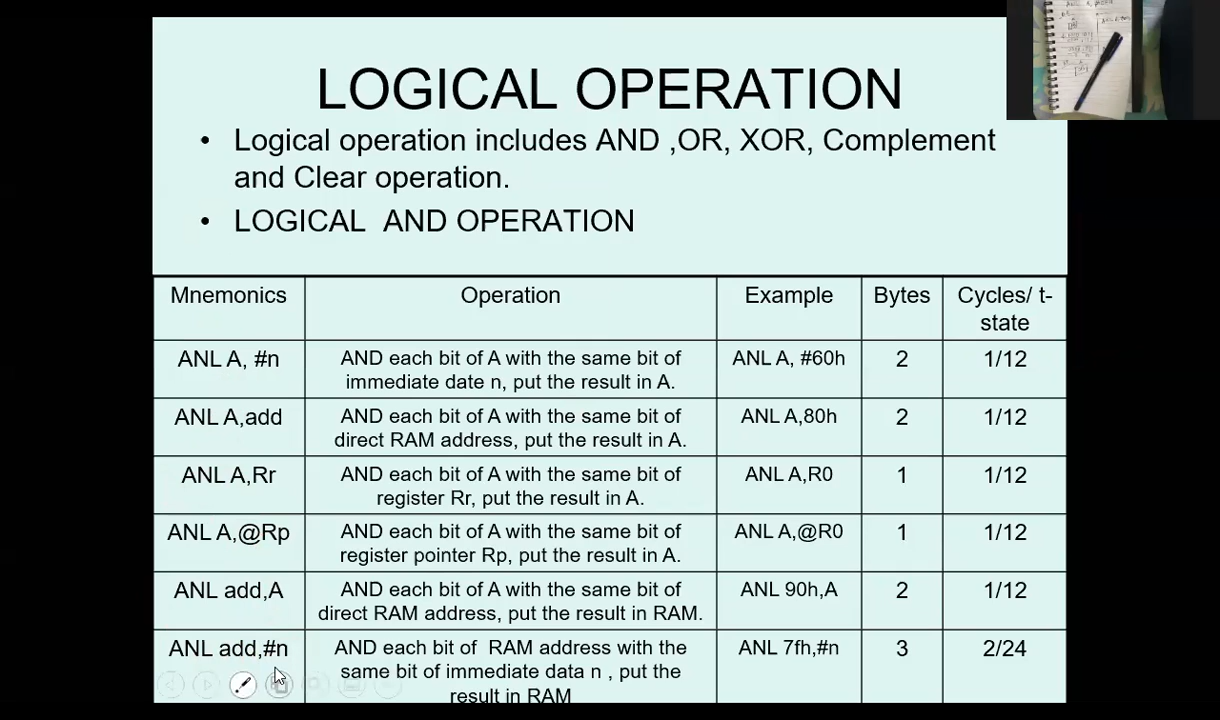 LOGICAL OPERATION
• Logical operation includes AND ,OR, XOR, Complement
and Clear operation.
• LOGICAL AND OPERATION
Mnemonics Operation Example Bytes Cycles/ t-
state
ANL A, #n AND each bit of A with the same bit of ANL A, #60h 2 1/12
immediate date n, put the result in A.
ANL A,add AND each bit of A with the same bit of ANL A,80h 2 1/12
direct RAM address, put the result in A.
ANL A,Rr AND each bit of A with the same bit of ANL A,R0 1 1/12
register Rr, put the result in A.
ANL A,@Rp AND each bit of A with the same bit of ANL A,@R0 1 1/12
register pointer Rp, put the result in A.
ANL add,A AND each bit of A with the same bit of ANL 90h,A 2 1/12
direct RAM address, put the result in RAM.
ANL add,#n AND each bit of RAM address with the ANL 7fh,#n 3 2/24
same bit of immediate data n , put the
result in RAM